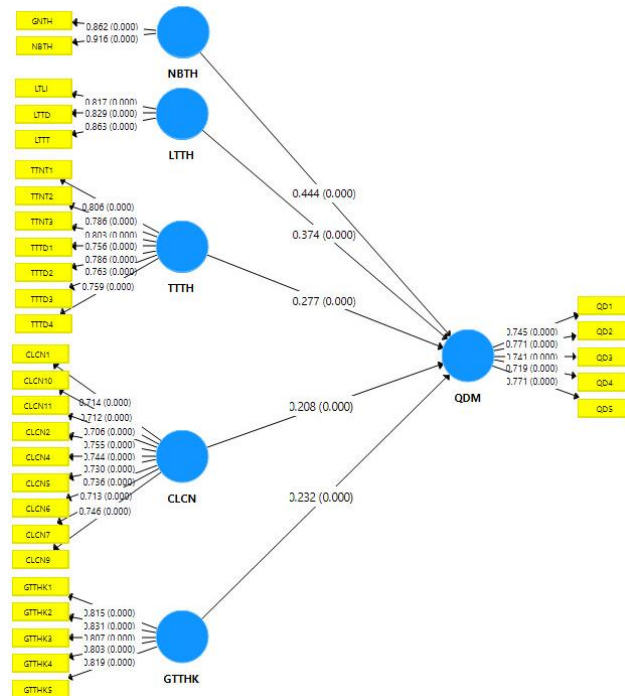 GNTH
NBTH
0.862 (0.000)
0.916 (0.000)
NBTH
LTLI
LTTD
LTTT
0.817 (0.000)
0.829 (0.000)
0.863 (0.000)
LTTH
TTNT1
TTNT2
TTNT3
TTTD1
TTTD2
TTTD3
TTTD4
0.806 (0.000)
0.786 (0.000)
0.803 (0.000)
0.756 (0.000)
0.786 (0.000)
0.763 (0.000)
0.759 (0.000)
TTTH
CLCN1
CLCN10
CLCN11
CLCN2
CLCN4
CLCN5
CLCN6
CLCN7
CLCN9
0.714 (0.000)
0.712 (0.000)
0.706 (0.000)
0.755 (0.000)
0.744 (0.000)
0.730 (0.000)
0.736 (0.000)
0.713 (0.000)
0.746 (0.000)
CLCN
GTTHK1
GTTHK2
GTTHK3
GTTHK4
GTTHK5
0.815 (0.000)
0.831 (0.000)
0.807 (0.000)
0.803 (0.000)
0.819 (0.000)
GTTHK
0.444 (0.000)
0.374 (0.000)
0.277 (0.000)
0.208 (0.000)
0.232 (0.000)
QDM
0.745 (0.000)
0.771 (0.000)
0.741 (0.000)
0.719 (0.000)
0.771 (0.000)
QD1
QD2
QD3
QD4
QD5